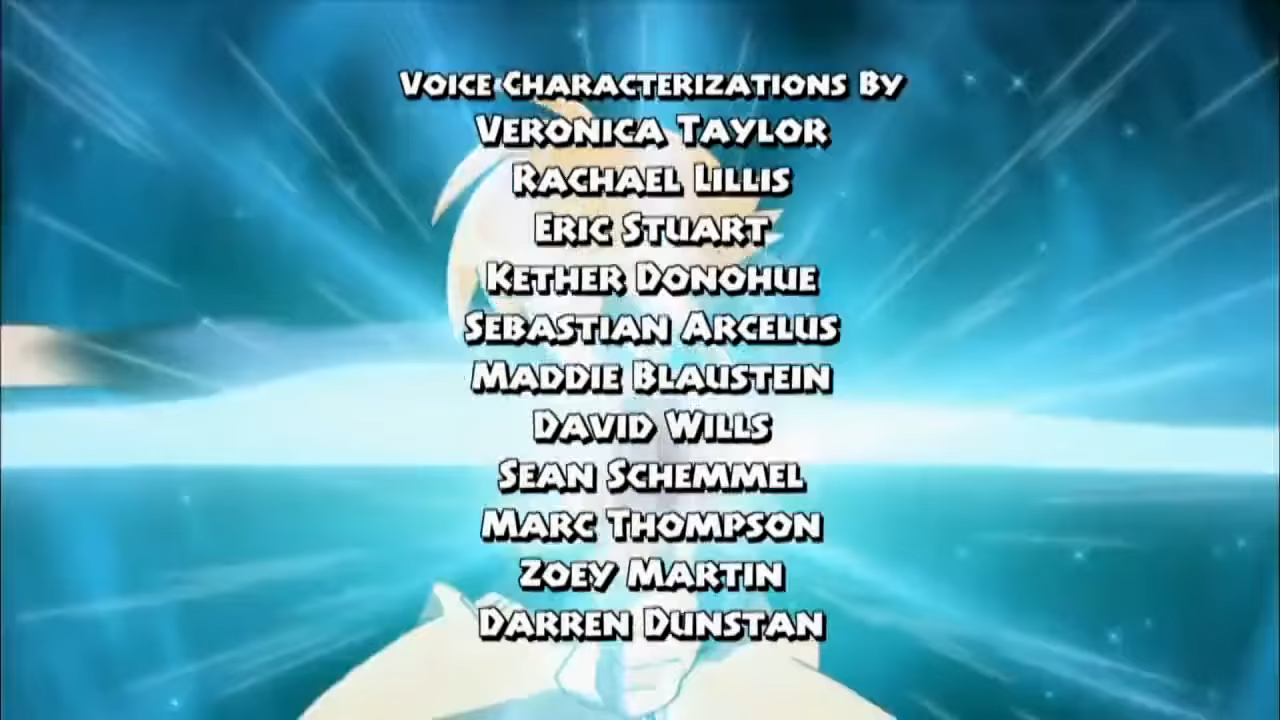 Voice Characterizations By
Veronica Taylor
Rachael Lillis
Eric Stuart
Kether Donohue
Sebastian Arcelus
Maddie Blaustein
David Wills
Sean Schemmel
Marc Thompson
Zoey Martin
Darren Dunstan